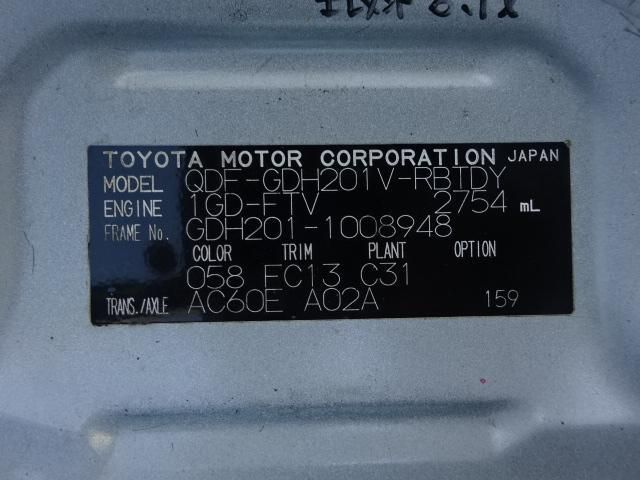 TOYOTA MOTOR CORPORATION JAPAN
MODEL QDF-GDH201V-RBTDY
ENGINE 1GD-FTV 2754 mL
FRAME No. GDH201-1008948
COLOR TRIM PLANT OPTION
058 FC13 C31
TRANS./AXLE AC60E A02A 159